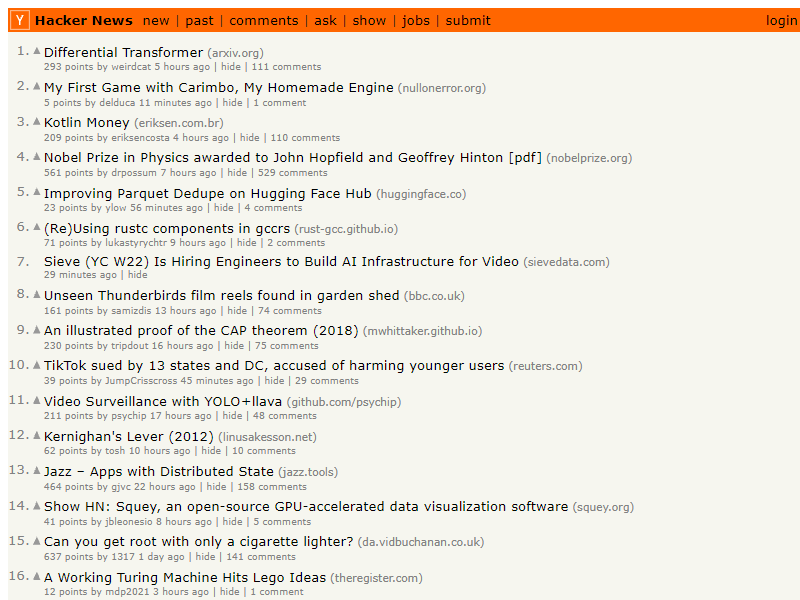 Y Hacker News new | past | comments | ask | show | jobs | submit login
1. Differential Transformer (arxiv.org)
293 points by weirdcat 5 hours ago | hide | 111 comments
2. My First Game with Carimbo, My Homemade Engine (nullonerror.org)
5 points by delduca 11 minutes ago | hide | 1 comment
3. Kotlin Money (eriksen.com.br)
209 points by eriksencosta 4 hours ago | hide | 110 comments
4. Nobel Prize in Physics awarded to John Hopfield and Geoffrey Hinton [pdf] (nobelprize.org)
561 points by drpossum 7 hours ago | hide | 529 comments
5. Improving Parquet Dedupe on Hugging Face Hub (huggingface.co)
23 points by ylow 56 minutes ago | hide | 4 comments
6. (Re)Using rustc components in gccrs (rust-gcc.github.io)
71 points by lukastyrychtr 9 hours ago | hide | 2 comments
7. Sieve (YC W22) Is Hiring Engineers to Build AI Infrastructure for Video (sievedata.com)
29 minutes ago | hide
8. Unseen Thunderbirds film reels found in garden shed (bbc.co.uk)
161 points by samizdis 13 hours ago | hide | 74 comments
9. An illustrated proof of the CAP theorem (2018) (mwhittaker.github.io)
230 points by tripdout 16 hours ago | hide | 75 comments
10. TikTok sued by 13 states and DC, accused of harming younger users (reuters.com)
39 points by JumpCrisscross 45 minutes ago | hide | 29 comments
11. Video Surveillance with YOLO+llava (github.com/psychip)
211 points by psychip 17 hours ago | hide | 48 comments
12. Kernighan's Lever (2012) (linusakesson.net)
62 points by tosh 10 hours ago | hide | 10 comments
13. Jazz – Apps with Distributed State (jazz.tools)
464 points by gjvc 22 hours ago | hide | 158 comments
14. Show HN: Squey, an open-source GPU-accelerated data visualization software (squey.org)
41 points by jbleonesio 8 hours ago | hide | 5 comments
15. Can you get root with only a cigarette lighter? (da.vidbuchanan.co.uk)
637 points by 1317 1 day ago | hide | 141 comments
16. A Working Turing Machine Hits Lego Ideas (theregister.com)
12 points by mdp2021 3 hours ago | hide | 1 comment